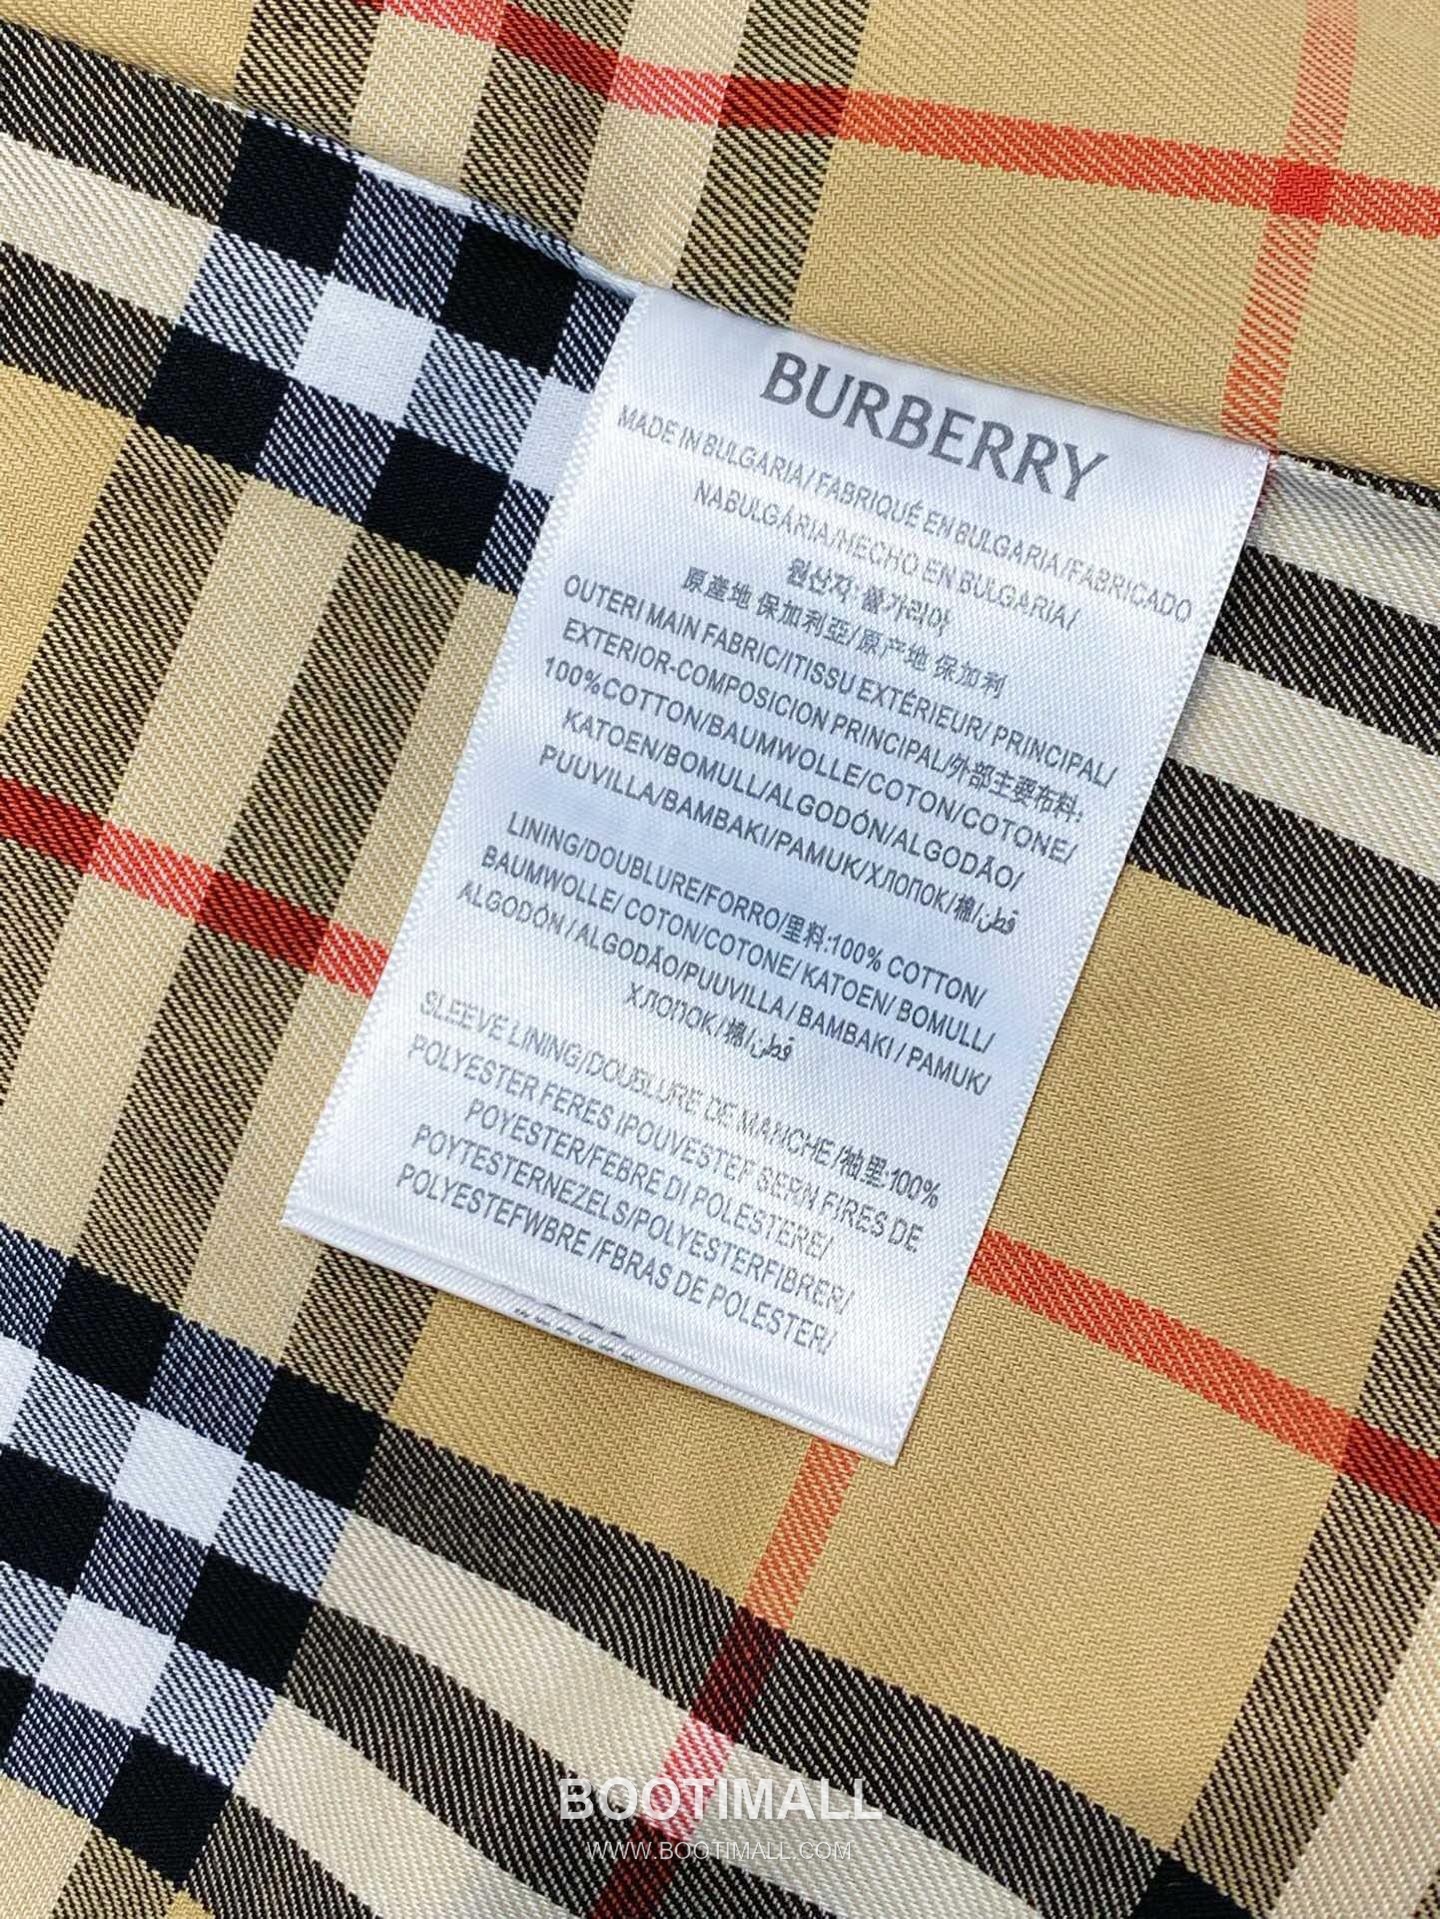 BURBERRY
MADE IN BULGARIA/ FABRIQUÉ EN BULGARIA/FABRICADO
NABULGÁRIA/HECHO EN BULGARIA/
원산지: 불가리아
原產地 保加利亞/原产地 保加利
OUTERI MAIN FABRIC/ITISSU EXTÉRIEUR/ PRINCIPAL/
EXTERIOR-COMPOSICION PRINCIPAL/外部主要布料:
100%COTTON/BAUMWOLLE/COTON/COTONE/
KATOEN/BOMULL/ALGODÓN/ALGODÃO/
PUUVILLA/BAMBAKI/PAMUK/ХЛОПОК/棉/قطن
LINING/DOUBLURE/FORRO/里料:100% COTTON/
BAUMWOLLE/ COTON/COTONE/ KATOEN/ BOMULL/
ALGODÓN / ALGODÃO/PUUVILLA / BAMBAKI / PAMUK/
ХЛОПОК/棉/قطن
SLEEVE LINING/DOUBLURE DE MANCHE/袖里:100%
POLYESTER FERES IPOUVESTEF SERN FIRES DE
POYESTER/FEBRE DI POLESTERE/
POYTESTERNEZELS/POLYESTERFIBRER/
POLYESTEFWBRE /FBRAS DE POLESTER/
BOOTIMALL
WWW.BOOTIMALL.COM